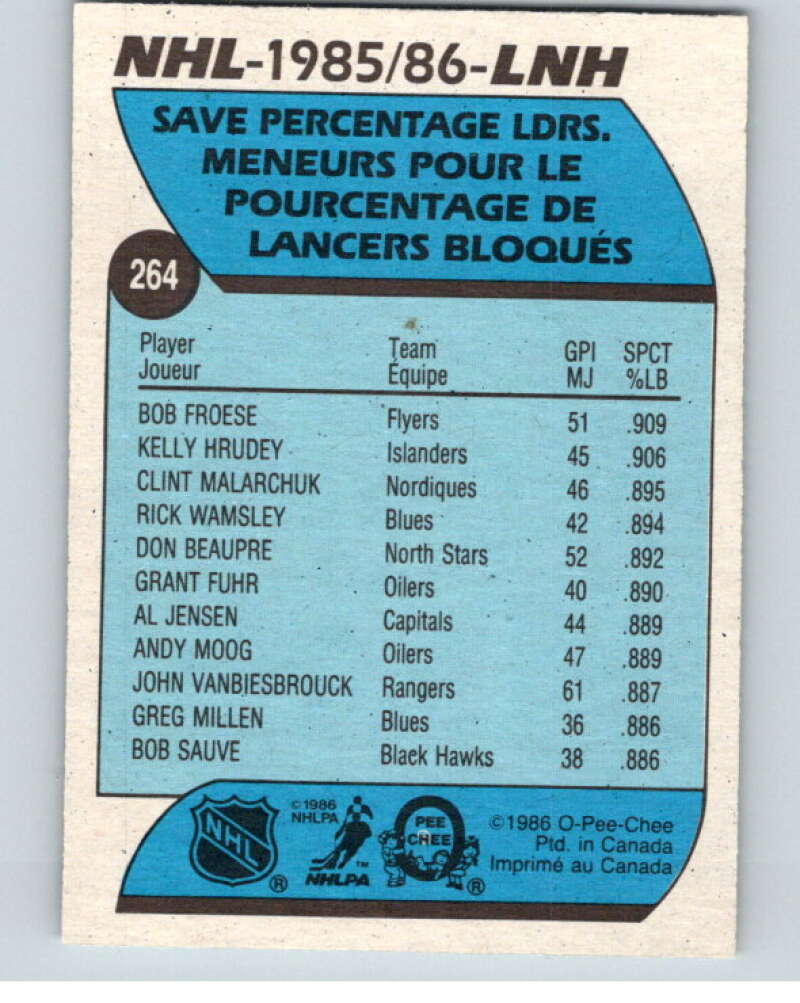 NHL-1985/86-LNH
SAVE PERCENTAGE LDRS.
MENEURS POUR LE
POURCENTAGE DE
LANCERS BLOQUÉS
264
Player Team GPI SPCT
Joueur Équipe MJ %LB
BOB FROESE Flyers 51 .909
KELLY HRUDEY Islanders 45 .906
CLINT MALARCHUK Nordiques 46 .895
RICK WAMSLEY Blues 42 .894
DON BEAUPRE North Stars 52 .892
GRANT FUHR Oilers 40 .890
AL JENSEN Capitals 44 .889
ANDY MOOG Oilers 47 .889
JOHN VANBIESBROUCK Rangers 61 .887
GREG MILLEN Blues 36 .886
BOB SAUVE Black Hawks 38 .886
NHL ®
© 1986
NHLPA
NHLPA ™
O
PEE
CHEE ®
© 1986 O-Pee-Chee
Ptd. in Canada
Imprimé au Canada